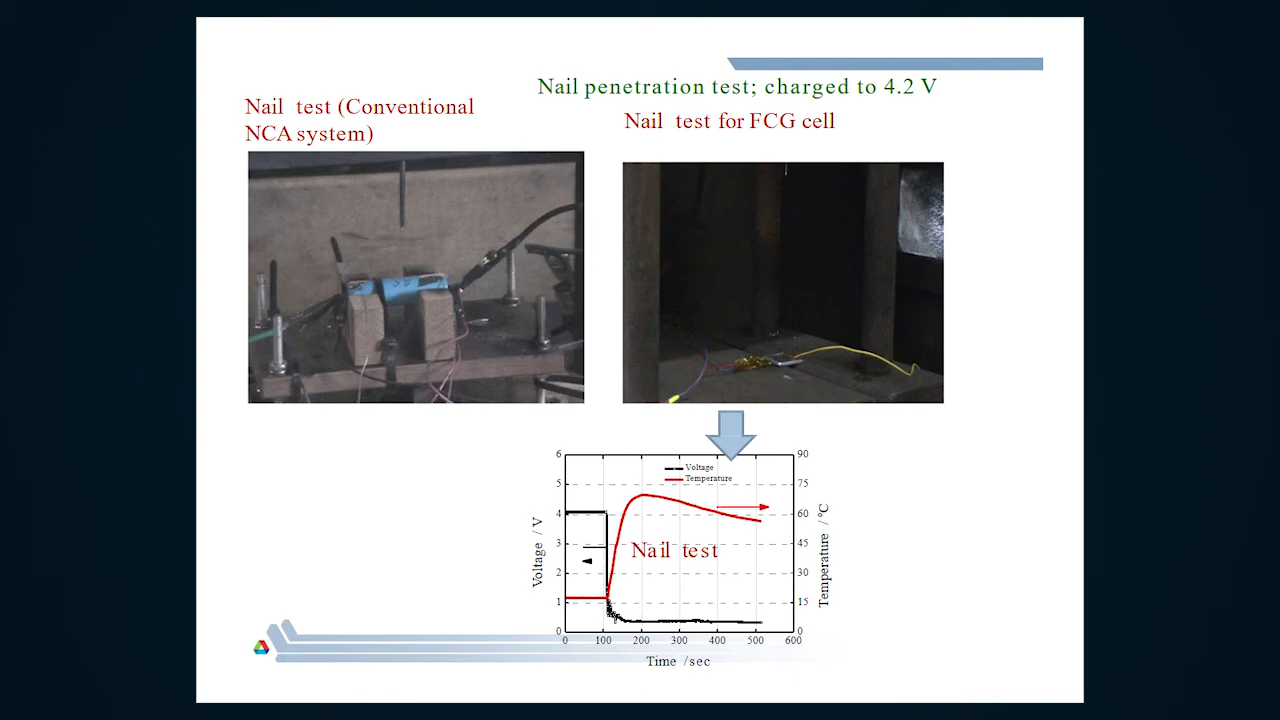 Nail penetration test; charged to 4.2 V
Nail test (Conventional
NCA system)
Nail test for FCG cell
Voltage
Temperature
Nail test
Voltage / V
6
5
4
3
2
1
0
Temperature / °C
90
75
60
45
30
15
0
0 100 200 300 400 500 600
Time /sec